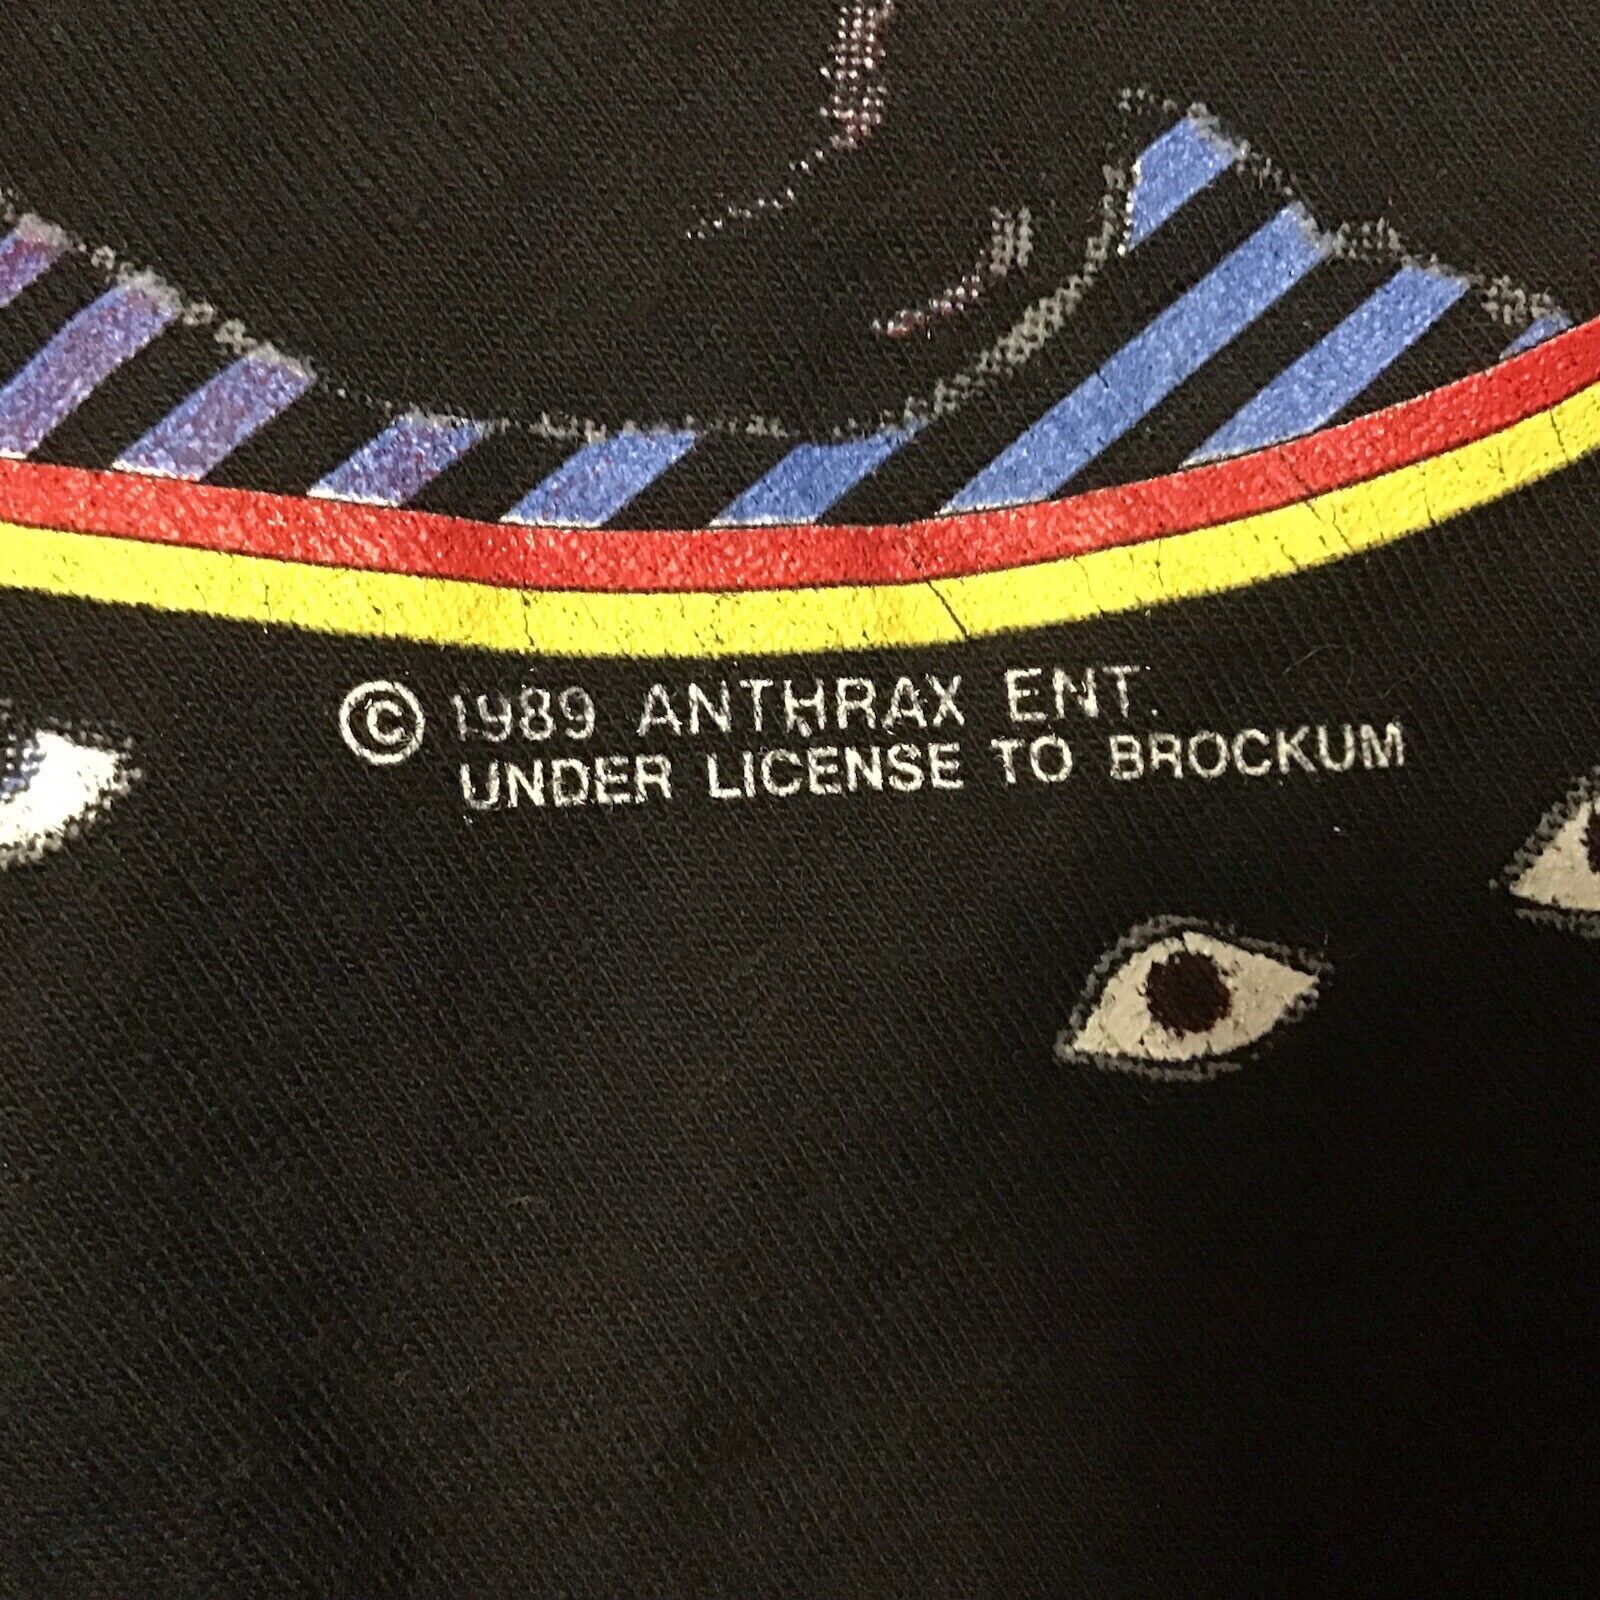 © 1989 ANTHRAX ENT.
UNDER LICENSE TO BROCKUM